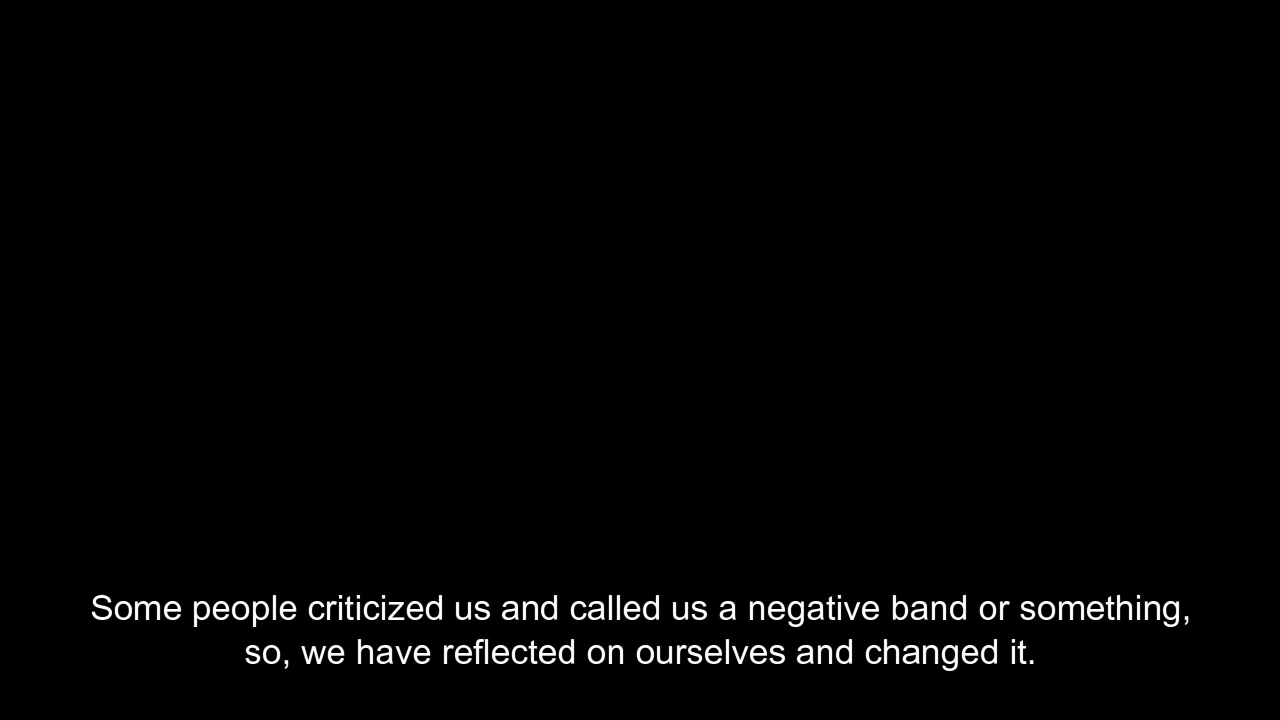 Some people criticized us and called us a negative band or something,
so, we have reflected on ourselves and changed it.